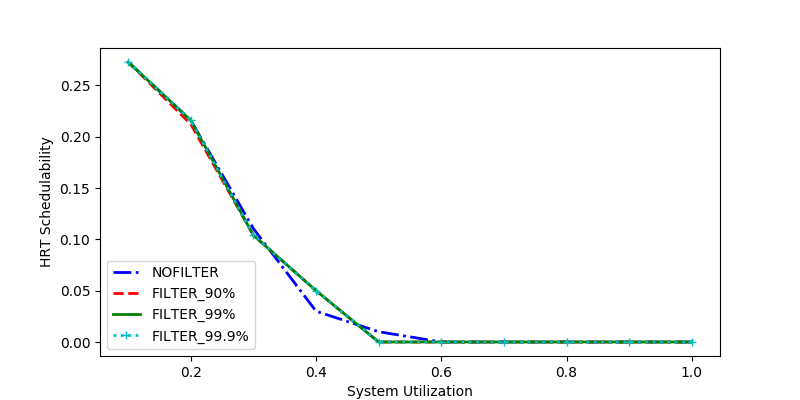 0.25
0.20
0.15
0.10
0.05
0.00
HRT Schedulability
NOFILTER
FILTER_90%
FILTER_99%
FILTER_99.9%
0.2 0.4 0.6 0.8 1.0
System Utilization